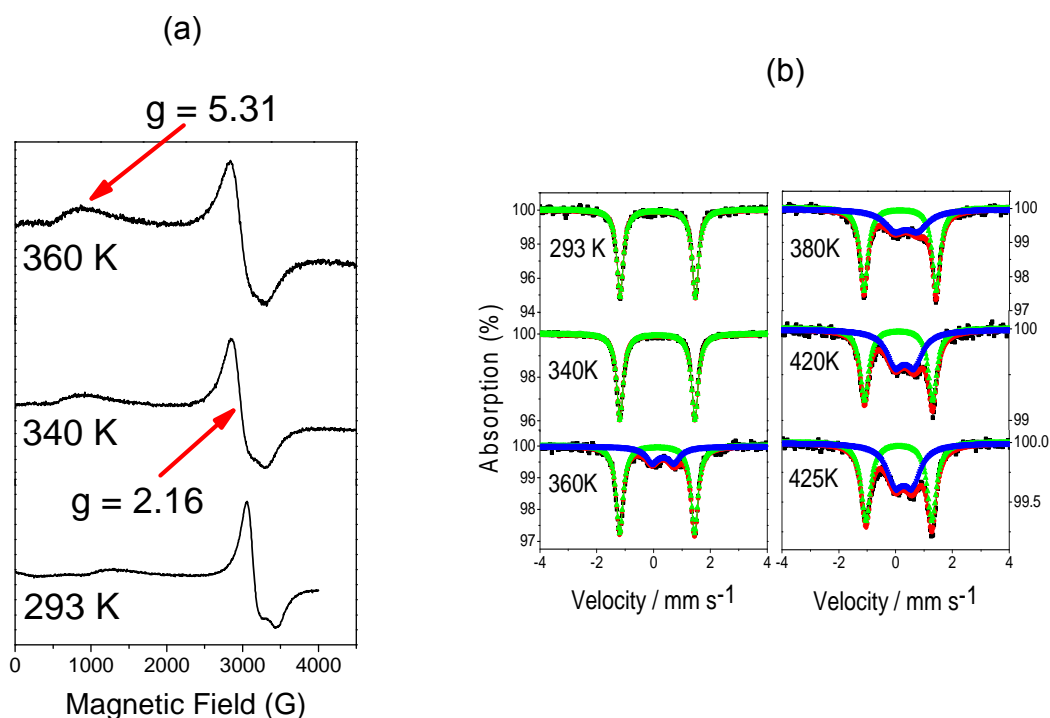 (a)
g = 5.31
360 K
340 K
g = 2.16
293 K
0 1000 2000 3000 4000
Magnetic Field (G)
(b)
Absorption (%)
100
98
96
94
293 K
100
98
96
340K
100
99
98
97
360K
-4 -2 0 2 4
Velocity / mm s-1
100
99
98
97
380K
100
99
420K
100.0
99.5
425K
-4 -2 0 2 4
Velocity / mm s-1